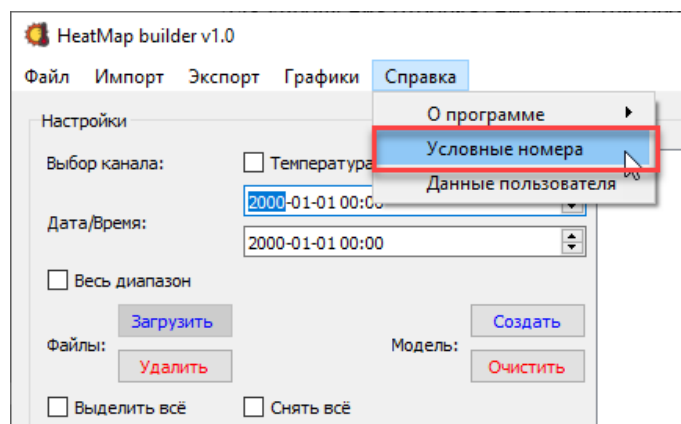 HeatMap builder v1.0
Файл Импорт Экспорт Графики Справка
О программе
Условные номера
Данные пользователя
Настройки
Выбор канала: Температура
2000-01-01 00:00
Дата/Время:
2000-01-01 00:00
Весь диапазон
Загрузить Создать
Файлы: Модель:
Удалить Очистить
Выделить всё Снять всё